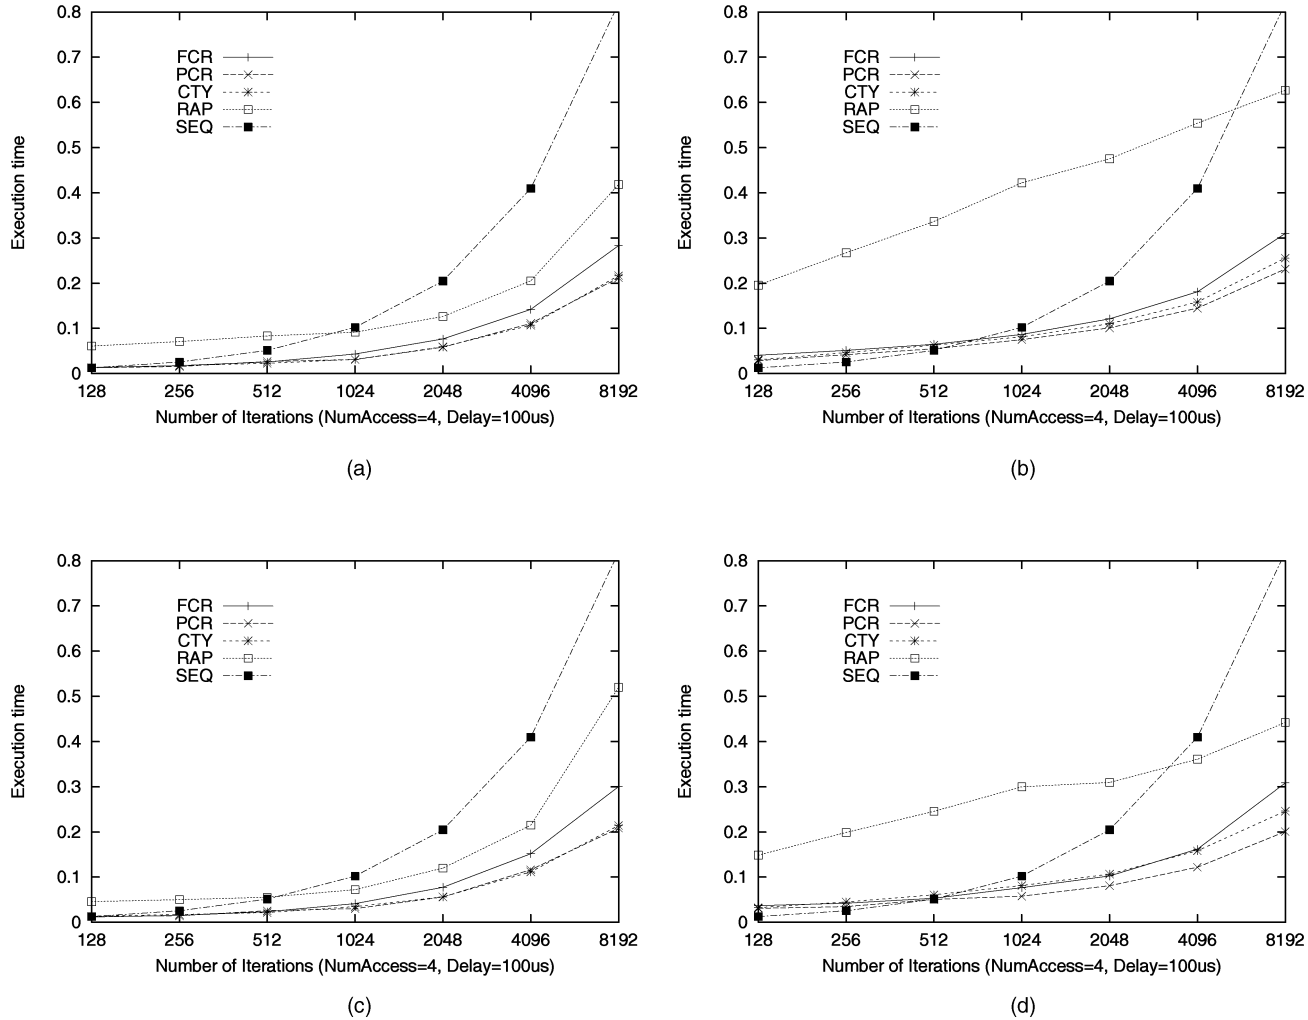 0.8
0.7
0.6
0.5
0.4
0.3
0.2
0.1
0
Execution time
FCR
PCR
CTY
RAP
SEQ
128 256 512 1024 2048 4096 8192
Number of Iterations (NumAccess=4, Delay=100us)
(a)
0.8
0.7
0.6
0.5
0.4
0.3
0.2
0.1
0
Execution time
FCR
PCR
CTY
RAP
SEQ
128 256 512 1024 2048 4096 8192
Number of Iterations (NumAccess=4, Delay=100us)
(b)
0.8
0.7
0.6
0.5
0.4
0.3
0.2
0.1
0
Execution time
FCR
PCR
CTY
RAP
SEQ
128 256 512 1024 2048 4096 8192
Number of Iterations (NumAccess=4, Delay=100us)
(c)
0.8
0.7
0.6
0.5
0.4
0.3
0.2
0.1
0
Execution time
FCR
PCR
CTY
RAP
SEQ
128 256 512 1024 2048 4096 8192
Number of Iterations (NumAccess=4, Delay=100us)
(d)